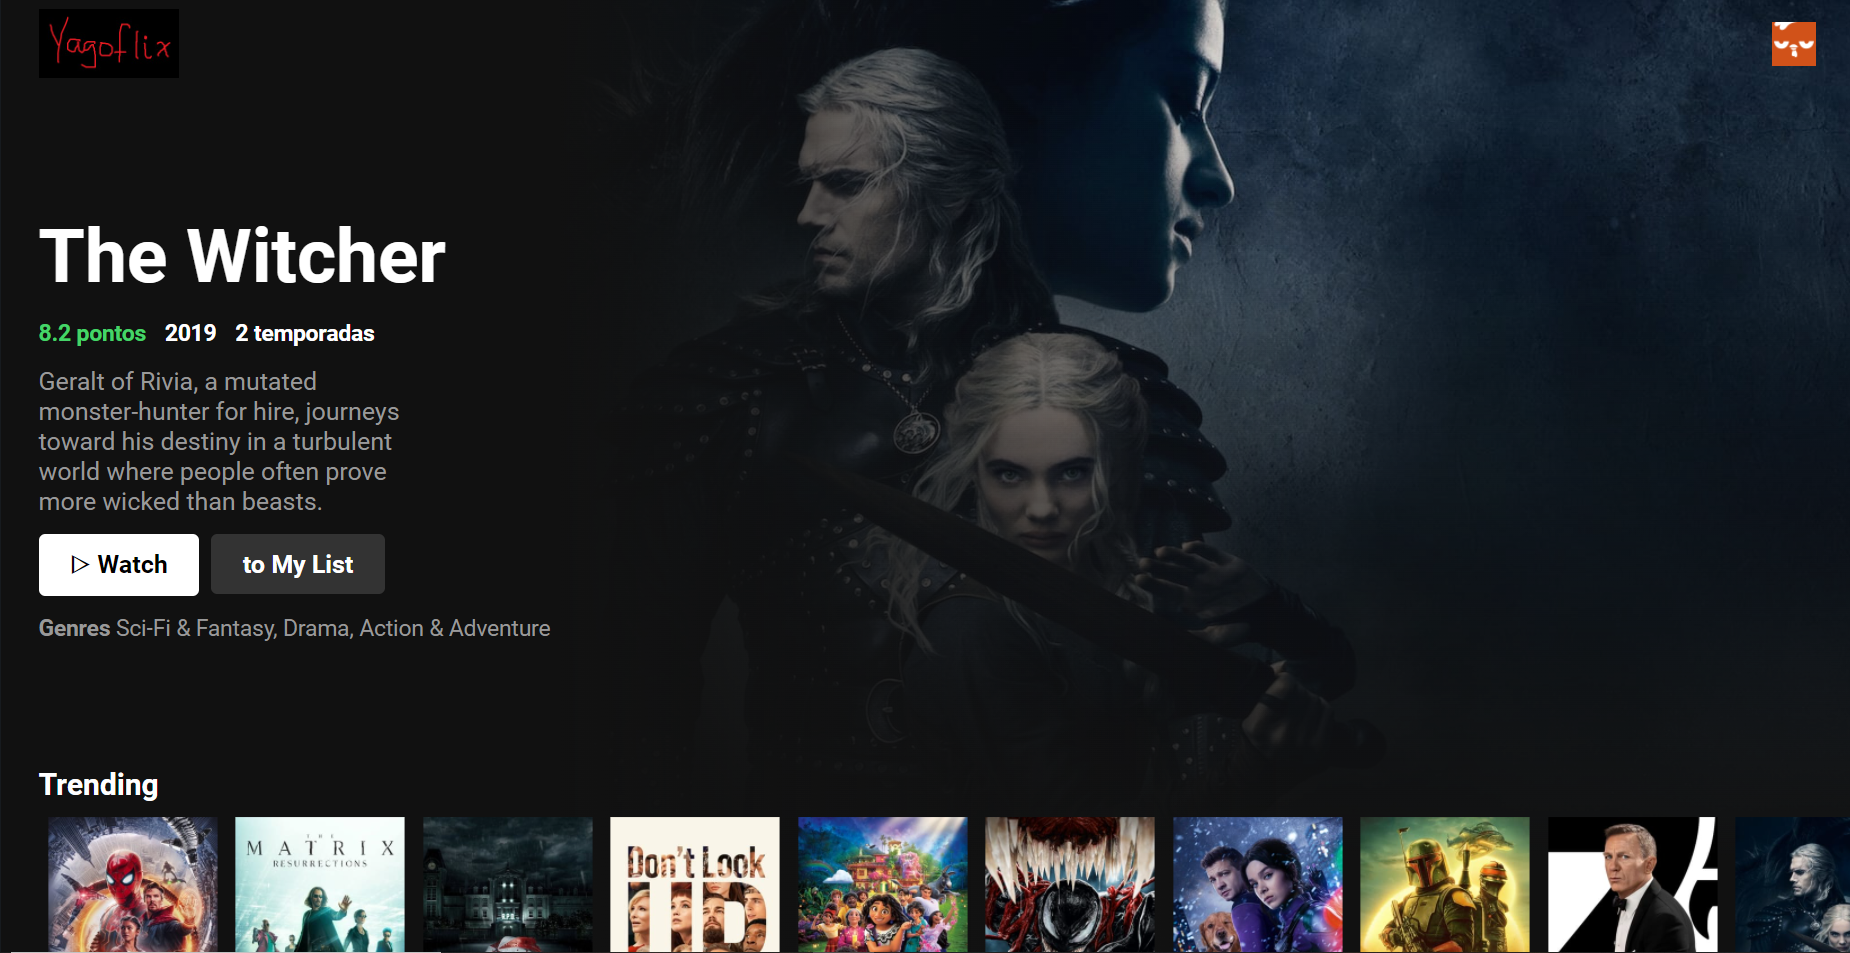 Yagoflix
The Witcher
8.2 pontos 2019 2 temporadas
Geralt of Rivia, a mutated
monster-hunter for hire, journeys
toward his destiny in a turbulent
world where people often prove
more wicked than beasts.
▷ Watch to My List
Genres Sci-Fi & Fantasy, Drama, Action & Adventure
Trending
THE
MATRIX
RESURRECTIONS
Don't Look
UP